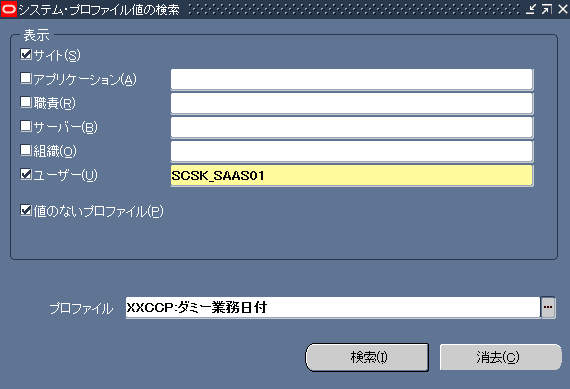 システム・プロファイル値の検索
表示
サイト(S)
アプリケーション(A)
職責(R)
サーバー(B)
組織(O)
ユーザー(U) SCSK_SAAS01
値のないプロファイル(P)
プロファイル XXCCP:ダミー業務日付 ...
検索(I) 消去(C)